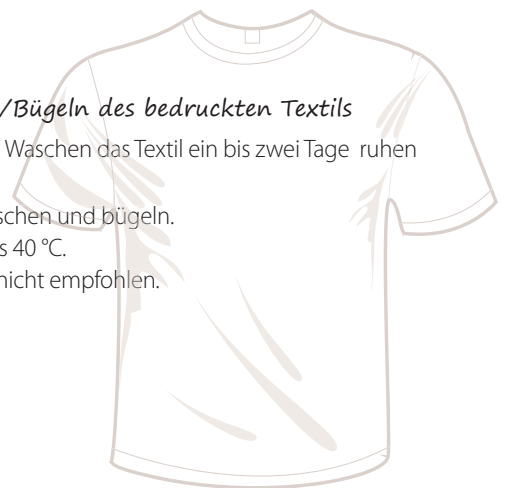 /Bügeln des bedruckten Textils
Waschen das Textil ein bis zwei Tage ruhen
schen und bügeln.
s 40 °C.
nicht empfohlen.